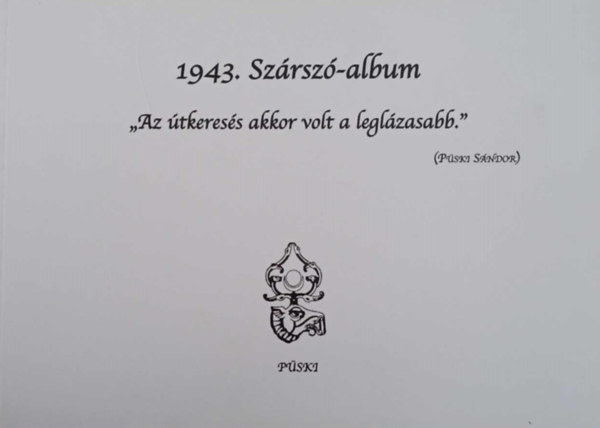 1943. Szárszó-album
„Az útkeresés akkor volt a leglázasabb.”
(Püski Sándor)
PÜSKI